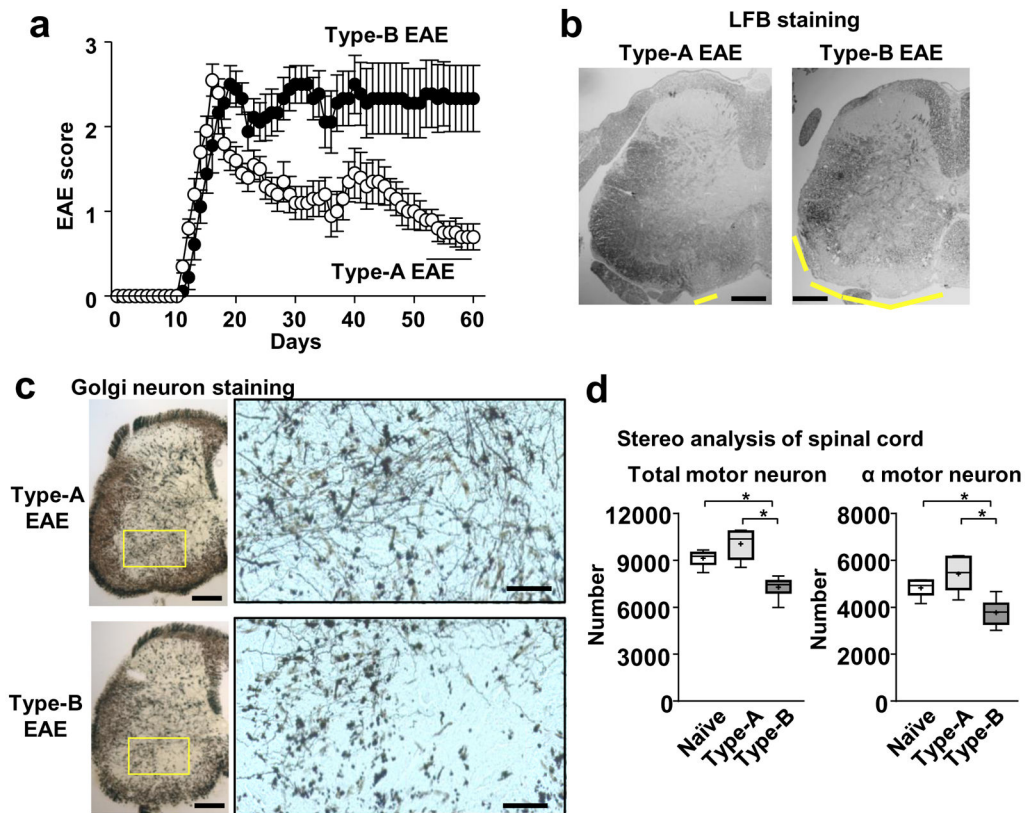 a
Type-B EAE
3
2
1
0
EAE score
Type-A EAE
0 10 20 30 40 50 60
Days
b
LFB staining
Type-A EAE Type-B EAE
c
Golgi neuron staining
Type-A
EAE
Type-B
EAE
d
Stereo analysis of spinal cord
Total motor neuron
* 
*
12000
9000
6000
3000
0
Number
Naïve Type-A Type-B
α motor neuron
*
*
8000
6000
4000
2000
0
Number
Naïve Type-A Type-B